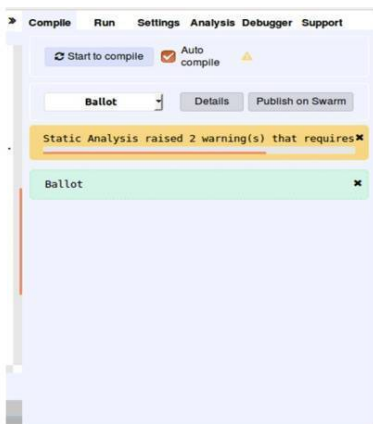 Compile Run Settings Analysis Debugger Support
Start to compile Auto
compile
Ballot Details Publish on Swarm
Static Analysis raised 2 warning(s) that requires
Ballot